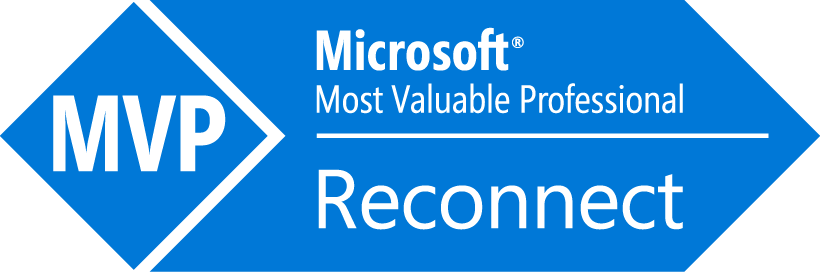 MVP
Microsoft®
Most Valuable Professional
Reconnect